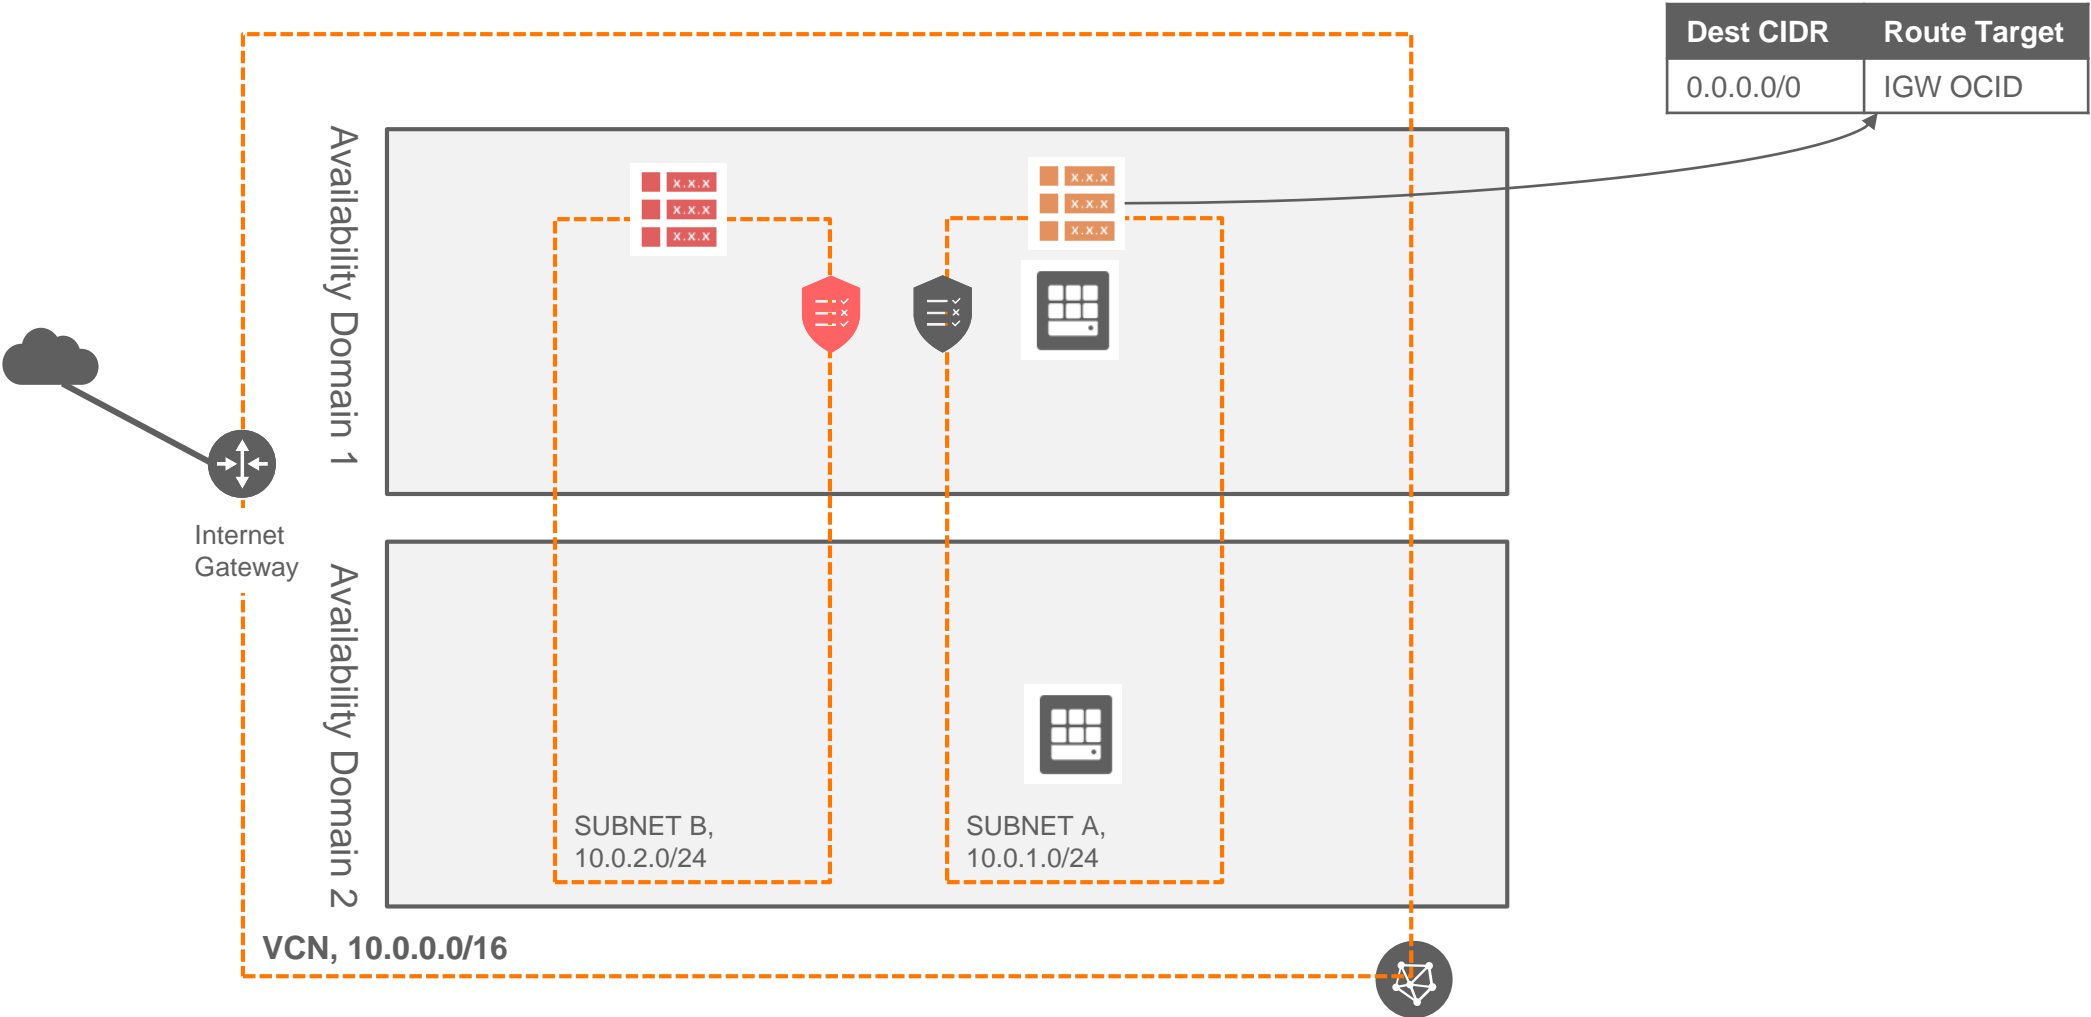 Dest CIDR Route Target
0.0.0.0/0 IGW OCID
Availability Domain 1
x.x.x
x.x.x
x.x.x
x.x.x
x.x.x
x.x.x
Internet
Gateway
Availability Domain 2
SUBNET B,
10.0.2.0/24
SUBNET A,
10.0.1.0/24
VCN, 10.0.0.0/16